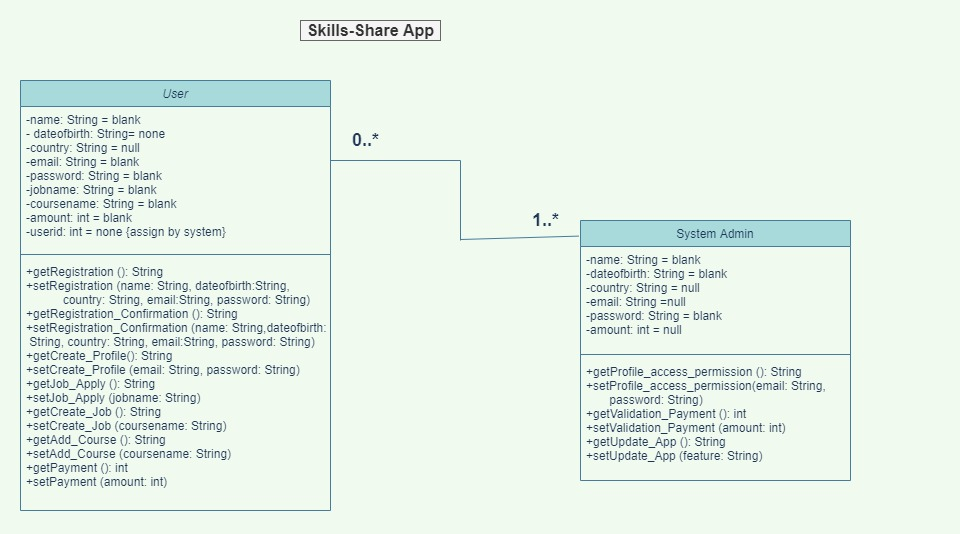 Skills-Share App
User
-name: String = blank
- dateofbirth: String= none
-country: String = null
-email: String = blank
-password: String = blank
-jobname: String = blank
-coursename: String = blank
-amount: int = blank
-userid: int = none {assign by system}
+getRegistration (): String
+setRegistration (name: String, dateofbirth:String,
country: String, email:String, password: String)
+getRegistration_Confirmation (): String
+setRegistration_Confirmation (name: String,dateofbirth:
String, country: String, email:String, password: String)
+getCreate_Profile(): String
+setCreate_Profile (email: String, password: String)
+getJob_Apply (): String
+setJob_Apply (jobname: String)
+getCreate_Job (): String
+setCreate_Job (coursename: String)
+getAdd_Course (): String
+setAdd_Course (coursename: String)
+getPayment (): int
+setPayment (amount: int)
0..*
1..*
System Admin
-name: String = blank
-dateofbirth: String = blank
-country: String = null
-email: String =null
-password: String = blank
-amount: int = null
+getProfile_access_permission (): String
+setProfile_access_permission(email: String,
password: String)
+getValidation_Payment (): int
+setValidation_Payment (amount: int)
+getUpdate_App (): String
+setUpdate_App (feature: String)